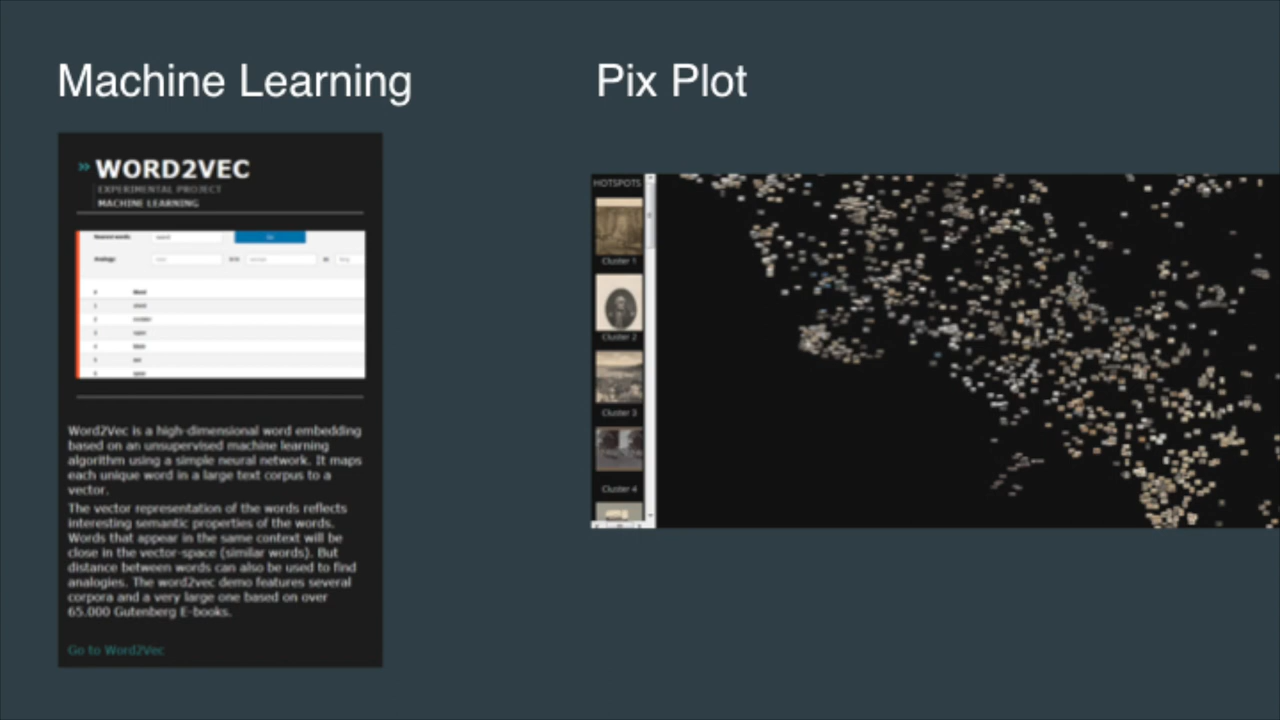 Machine Learning
Pix Plot
WORD2VEC
EXPERIMENTAL PROJECT
MACHINE LEARNING
Word2Vec is a high-dimensional word embedding
based on an unsupervised machine learning
algorithm using a simple neural network. It maps
each unique word in a large text corpus to a
vector.
The vector representation of the words reflects
interesting semantic properties of the words.
Words that appear in the same context will be
close in the vector-space (similar words). But
distance between words can also be used to find
analogies. The word2vec demo features several
corpora and a very large one based on over
65.000 Gutenberg E-books.
Go to Word2Vec
HOTSPOTS
Cluster 1
Cluster 2
Cluster 3
Cluster 4